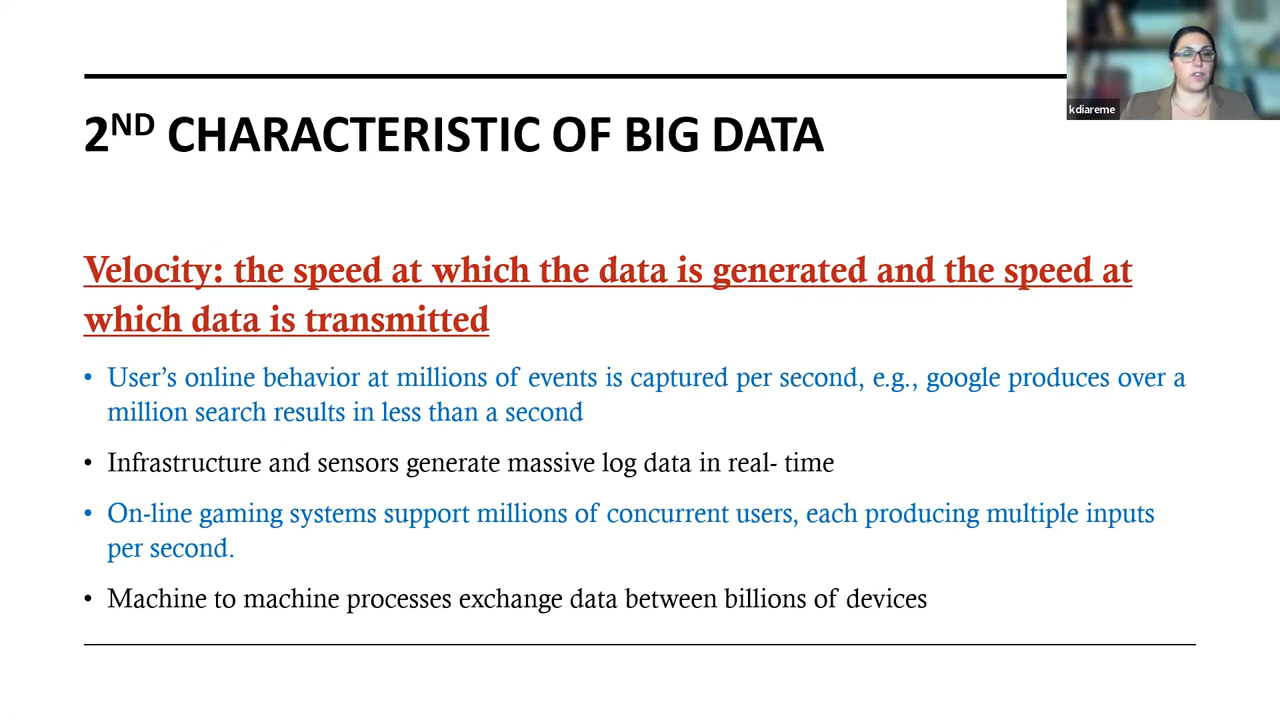 kdiareme
2ND CHARACTERISTIC OF BIG DATA
Velocity: the speed at which the data is generated and the speed at
which data is transmitted
• User’s online behavior at millions of events is captured per second, e.g., google produces over a
million search results in less than a second
• Infrastructure and sensors generate massive log data in real- time
• On-line gaming systems support millions of concurrent users, each producing multiple inputs
per second.
• Machine to machine processes exchange data between billions of devices